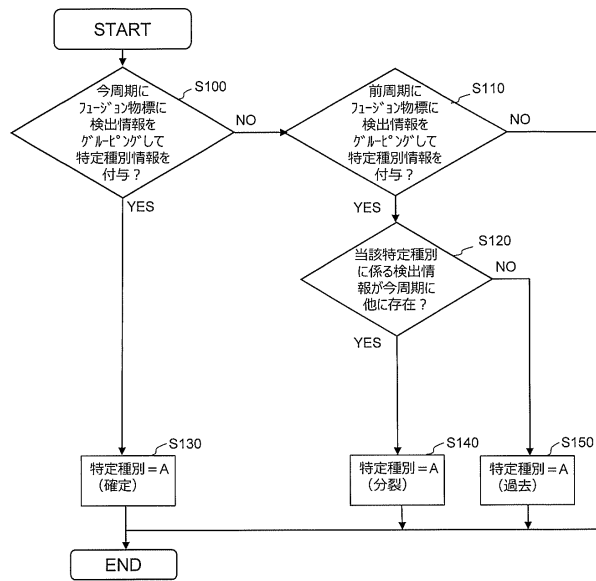 START
今周期に
ﾌｭｰｼﾞｮﾝ物標に
検出情報を
ｸﾞﾙｰﾋﾟﾝｸﾞして
特定種別情報を
付与？
S100
NO
YES
前周期に
ﾌｭｰｼﾞｮﾝ物標に
検出情報を
ｸﾞﾙｰﾋﾟﾝｸﾞして
特定種別情報を
付与？
S110
NO
YES
当該特定種別
に係る検出情
報が今周期に
他に存在？
S120
NO
YES
S130
特定種別＝A
（確定）
S140
特定種別＝A
（分裂）
S150
特定種別＝A
（過去）
END